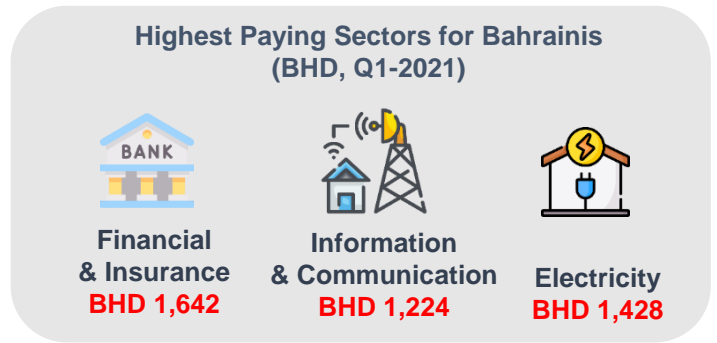 Highest Paying Sectors for Bahrainis
(BHD, Q1-2021)
BANK
Financial
& Insurance
BHD 1,642
Information
& Communication
BHD 1,224
Electricity
BHD 1,428